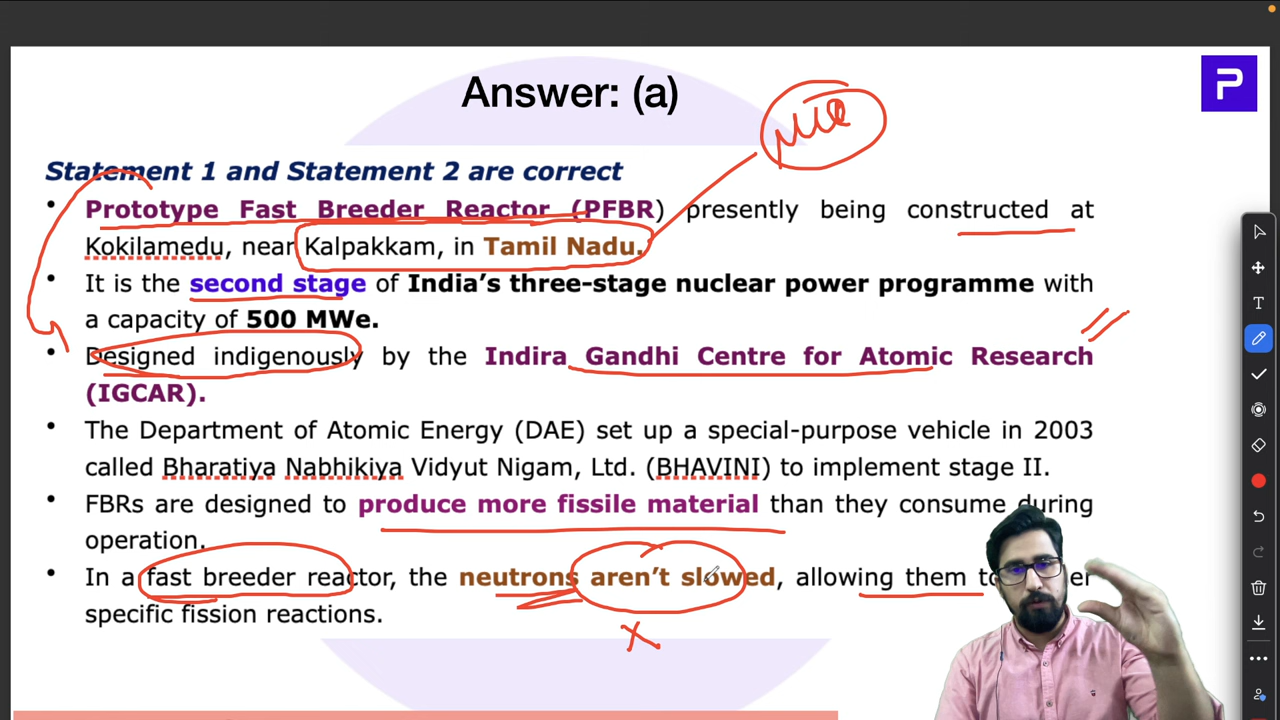 P
Answer: (a)
Statement 1 and Statement 2 are correct
• Prototype Fast Breeder Reactor (PFBR) presently being constructed at
Kokilamedu, near Kalpakkam, in Tamil Nadu.
• It is the second stage of India's three-stage nuclear power programme with
a capacity of 500 MWe.
• Designed indigenously by the Indira Gandhi Centre for Atomic Research
(IGCAR).
• The Department of Atomic Energy (DAE) set up a special-purpose vehicle in 2003
called Bharatiya Nabhikiya Vidyut Nigam, Ltd. (BHAVINI) to implement stage II.
• FBRs are designed to produce more fissile material than they consume during
operation.
• In a fast breeder reactor, the neutrons aren't slowed, allowing them
specific fission reactions.